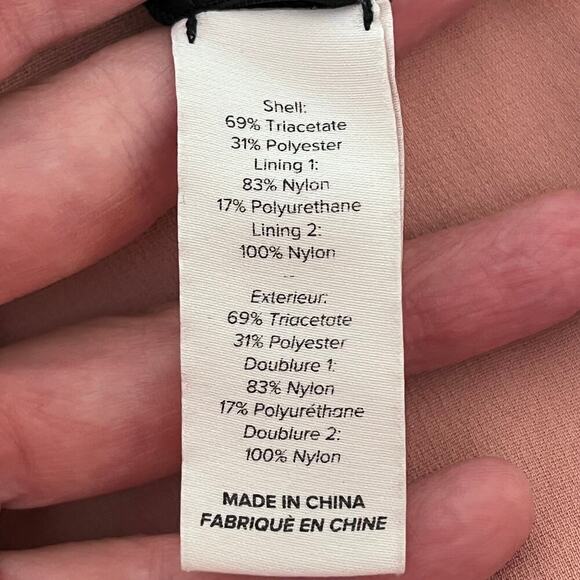 Shell:
69% Triacetate
31% Polyester
Lining 1:
83% Nylon
17% Polyurethane
Lining 2:
100% Nylon
--
Exterieur:
69% Triacetate
31% Polyester
Doublure 1:
83% Nylon
17% Polyuréthane
Doublure 2:
100% Nylon
MADE IN CHINA
FABRIQUÈ EN CHINE